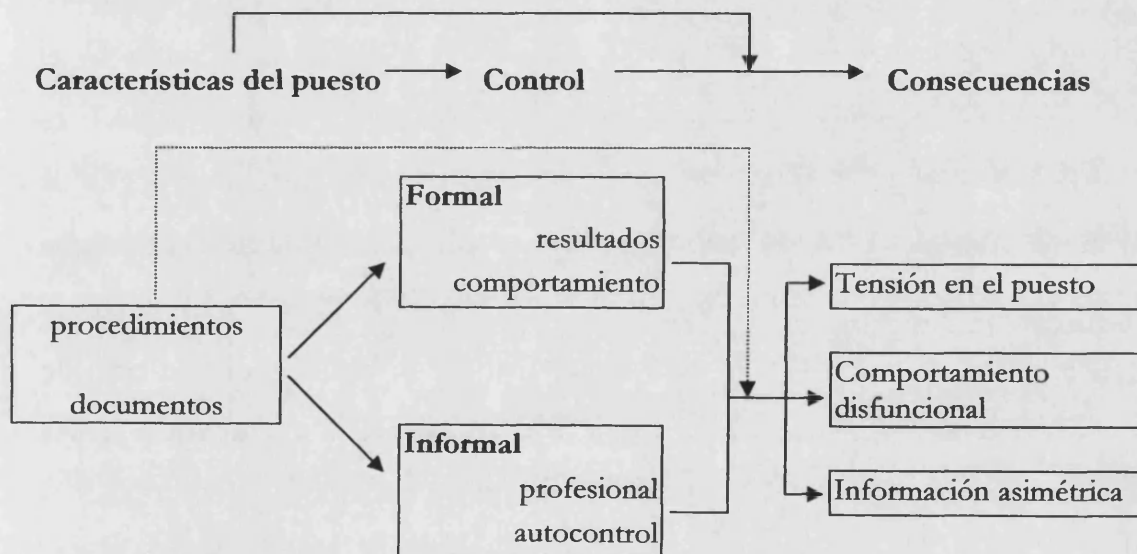 Características del puesto Control Consecuencias
Formal
resultados
comportamiento
procedimientos
documentos
Informal
profesional
autocontrol
Tensión en el puesto
Comportamiento
disfuncional
Información asimétrica